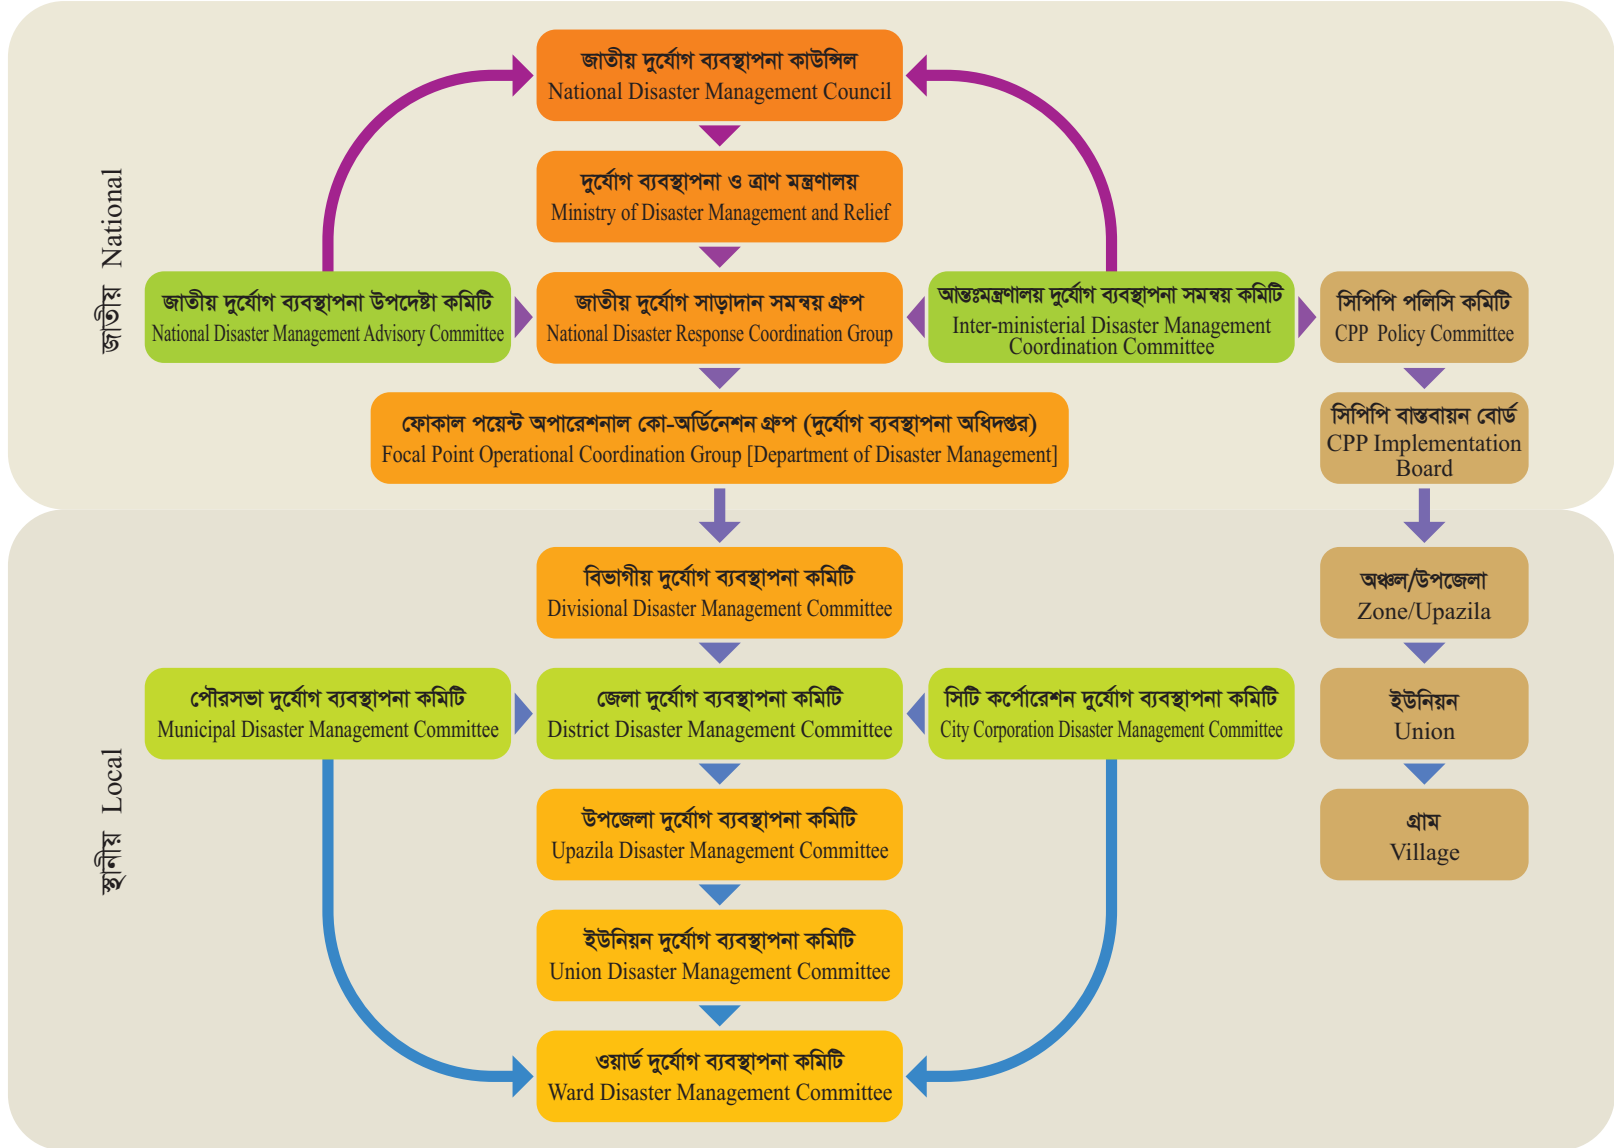 জাতীয় National
জাতীয় দুর্যোগ ব্যবস্থাপনা কাউন্সিল
National Disaster Management Council
দুর্যোগ ব্যবস্থাপনা ও ত্রাণ মন্ত্রণালয়
Ministry of Disaster Management and Relief
জাতীয় দুর্যোগ ব্যবস্থাপনা উপদেষ্টা কমিটি
National Disaster Management Advisory Committee
জাতীয় দুর্যোগ সাড়াদান সমন্বয় গ্রুপ
National Disaster Response Coordination Group
আন্তঃমন্ত্রণালয় দুর্যোগ ব্যবস্থাপনা সমন্বয় কমিটি
Inter-ministerial Disaster Management
Coordination Committee
সিপিপি পলিসি কমিটি
CPP Policy Committee
ফোকাল পয়েন্ট অপারেশনাল কো-অর্ডিনেশন গ্রুপ (দুর্যোগ ব্যবস্থাপনা অধিদপ্তর)
Focal Point Operational Coordination Group [Department of Disaster Management]
সিপিপি বাস্তবায়ন বোর্ড
CPP Implementation
Board
স্থানীয় Local
বিভাগীয় দুর্যোগ ব্যবস্থাপনা কমিটি
Divisional Disaster Management Committee
অঞ্চল/উপজেলা
Zone/Upazila
পৌরসভা দুর্যোগ ব্যবস্থাপনা কমিটি
Municipal Disaster Management Committee
জেলা দুর্যোগ ব্যবস্থাপনা কমিটি
District Disaster Management Committee
সিটি কর্পোরেশন দুর্যোগ ব্যবস্থাপনা কমিটি
City Corporation Disaster Management Committee
ইউনিয়ন
Union
উপজেলা দুর্যোগ ব্যবস্থাপনা কমিটি
Upazila Disaster Management Committee
গ্রাম
Village
ইউনিয়ন দুর্যোগ ব্যবস্থাপনা কমিটি
Union Disaster Management Committee
ওয়ার্ড দুর্যোগ ব্যবস্থাপনা কমিটি
Ward Disaster Management Committee